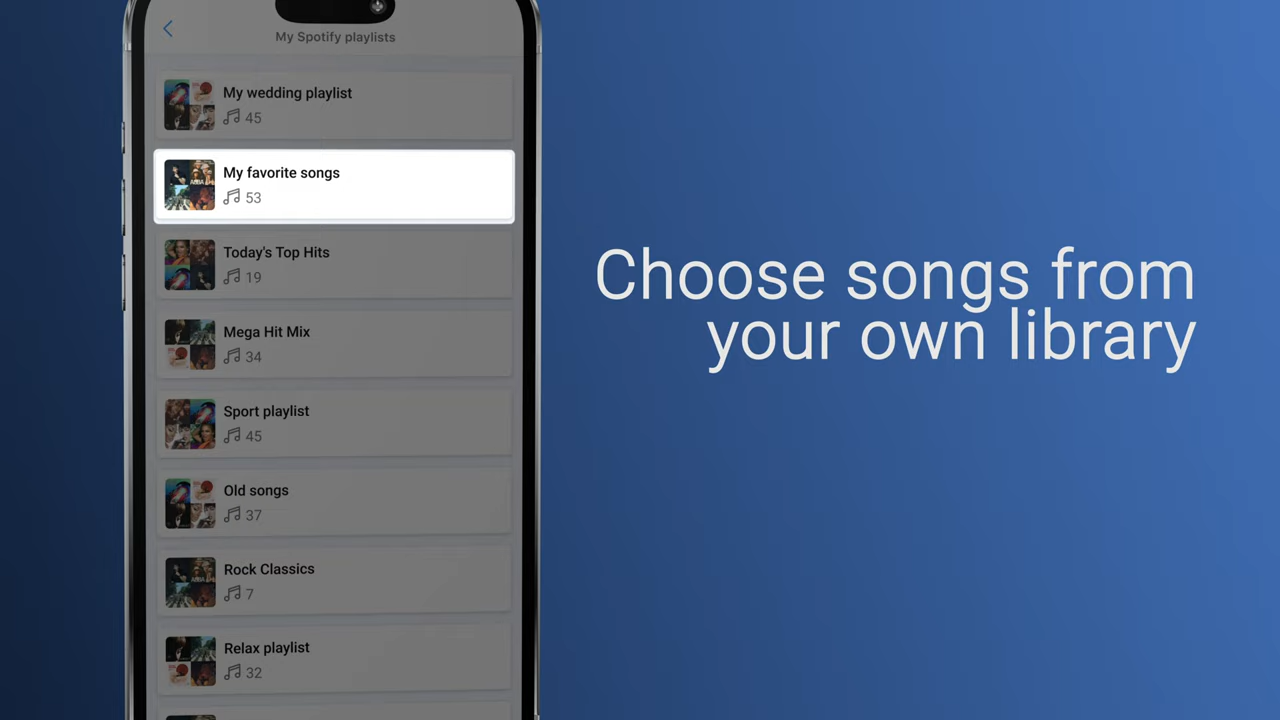 My Spotify playlists
My wedding playlist
45
My favorite songs
53
Today's Top Hits
19
Mega Hit Mix
34
Sport playlist
45
Old songs
37
Rock Classics
7
Relax playlist
32
Choose songs from
your own library